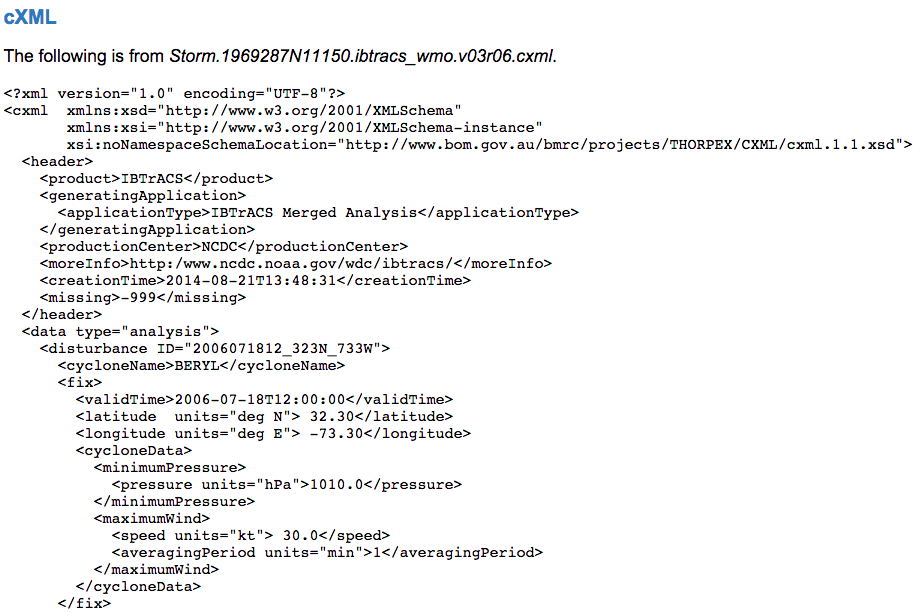 cXML
The following is from Storm.1969287N11150.ibtracs_wmo.v03r06.cxml.
<?xml version="1.0" encoding="UTF-8"?>
<cxml  xmlns:xsd="http://www.w3.org/2001/XMLSchema"
       xmlns:xsi="http://www.w3.org/2001/XMLSchema-instance"
       xsi:noNamespaceSchemaLocation="http://www.bom.gov.au/bmrc/projects/THORPEX/CXML/cxml.1.1.xsd">
  <header>
    <product>IBTrACS</product>
    <generatingApplication>
      <applicationType>IBTrACS Merged Analysis</applicationType>
    </generatingApplication>
    <productionCenter>NCDC</productionCenter>
    <moreInfo>http:/www.ncdc.noaa.gov/wdc/ibtracs/</moreInfo>
    <creationTime>2014-08-21T13:48:31</creationTime>
    <missing>-999</missing>
  </header>
  <data type="analysis">
    <disturbance ID="2006071812_323N_733W">
      <cycloneName>BERYL</cycloneName>
      <fix>
        <validTime>2006-07-18T12:00:00</validTime>
        <latitude  units="deg N"> 32.30</latitude>
        <longitude units="deg E"> -73.30</longitude>
        <cycloneData>
          <minimumPressure>
            <pressure units="hPa">1010.0</pressure>
          </minimumPressure>
          <maximumWind>
            <speed units="kt"> 30.0</speed>
            <averagingPeriod units="min">1</averagingPeriod>
          </maximumWind>
        </cycloneData>
      </fix>